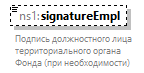 ns1:signatureEmpl
Подпись должностного лица
территориального органа
Фонда (при необходимости)